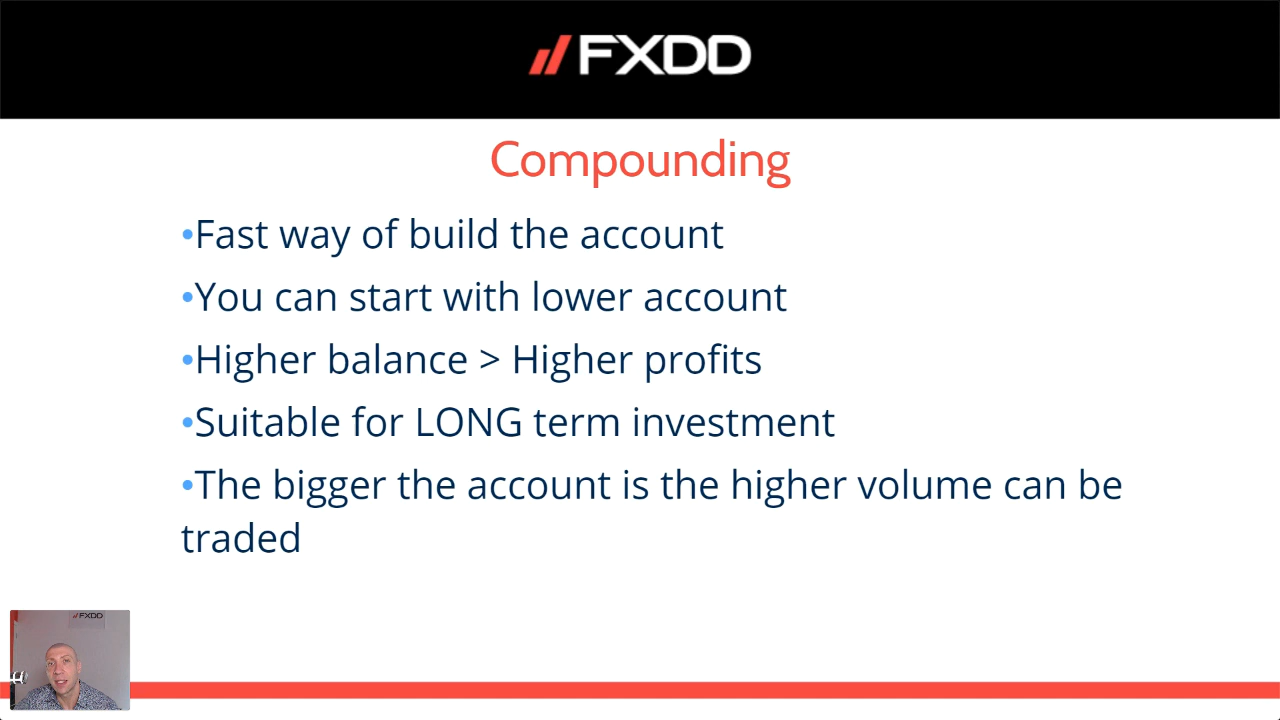 FXDD
Compounding
•Fast way of build the account
•You can start with lower account
•Higher balance > Higher profits
•Suitable for LONG term investment
•The bigger the account is the higher volume can be
traded
FXDD